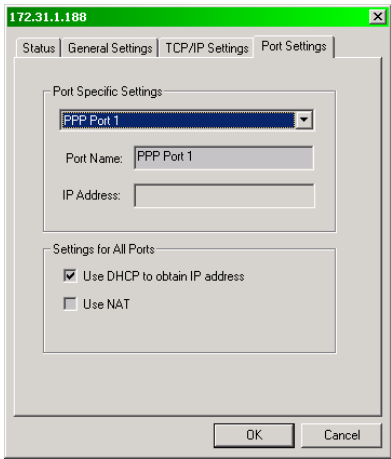 172.31.1.188
Status General Settings TCP/IP Settings Port Settings
Port Specific Settings
PPP Port 1
Port Name: PPP Port 1
IP Address:
Settings for All Ports
Use DHCP to obtain IP address
Use NAT
OK Cancel